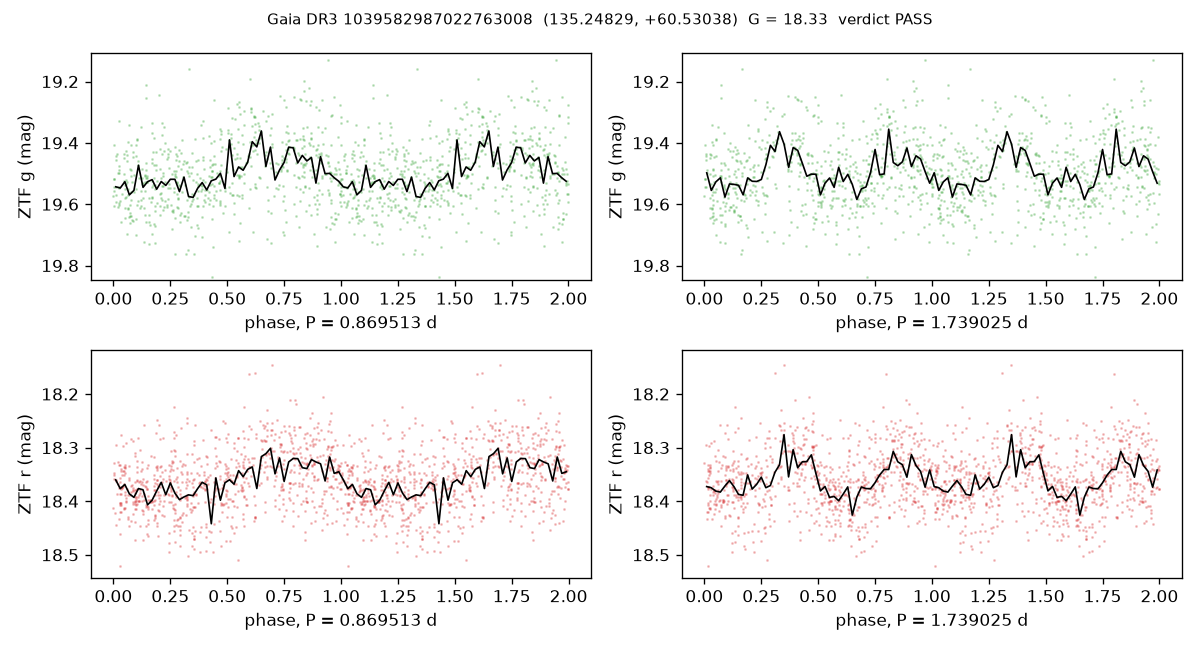 Gaia DR3 1039582987022763008  (135.24829, +60.53038)  G = 18.33  verdict PASS
ZTF g (mag)
19.2
19.4
19.6
19.8
0.00 0.25 0.50 0.75 1.00 1.25 1.50 1.75 2.00
phase, P = 0.869513 d
ZTF g (mag)
19.2
19.4
19.6
19.8
0.00 0.25 0.50 0.75 1.00 1.25 1.50 1.75 2.00
phase, P = 1.739025 d
ZTF r (mag)
18.2
18.3
18.4
18.5
0.00 0.25 0.50 0.75 1.00 1.25 1.50 1.75 2.00
phase, P = 0.869513 d
ZTF r (mag)
18.2
18.3
18.4
18.5
0.00 0.25 0.50 0.75 1.00 1.25 1.50 1.75 2.00
phase, P = 1.739025 d